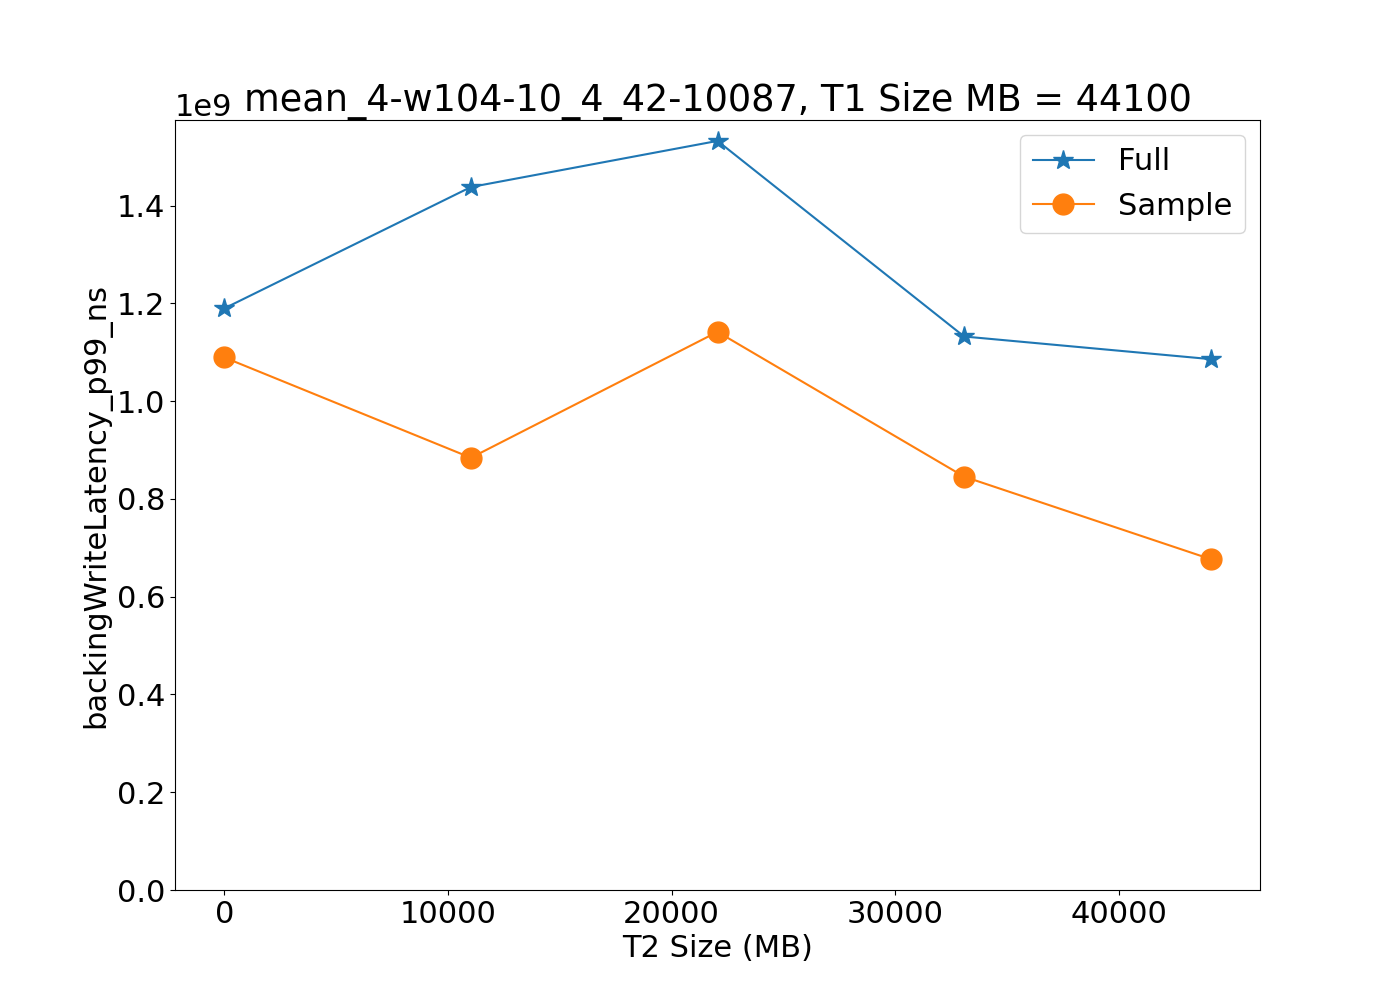 1e9
mean_4-w104-10_4_42-10087, T1 Size MB = 44100
Full
Sample
backingWriteLatency_p99_ns
1.4
1.2
1.0
0.8
0.6
0.4
0.2
0.0
0 10000 20000 30000 40000
T2 Size (MB)